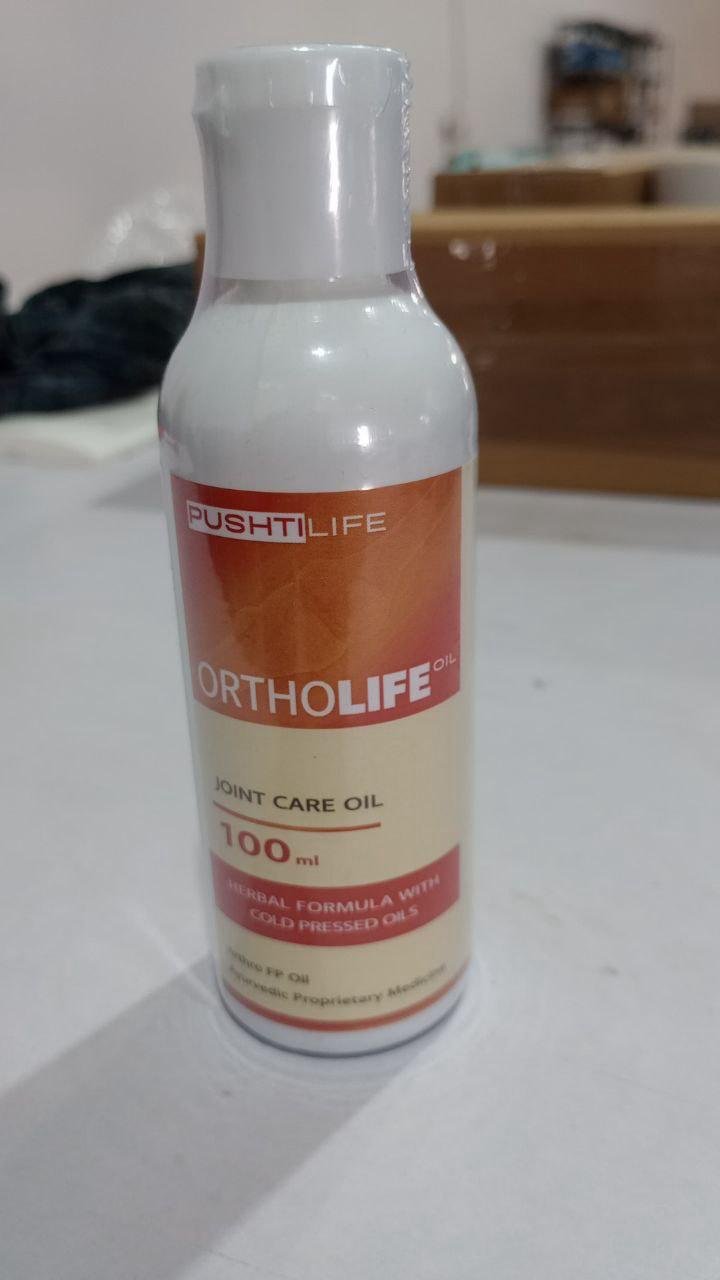 PUSHTILIFE
ORTHOLIFE OIL
JOINT CARE OIL
100 ml
HERBAL FORMULA WITH
COLD PRESSED OILS
Arthro FP Oil
Ayurvedic Proprietary Medicine